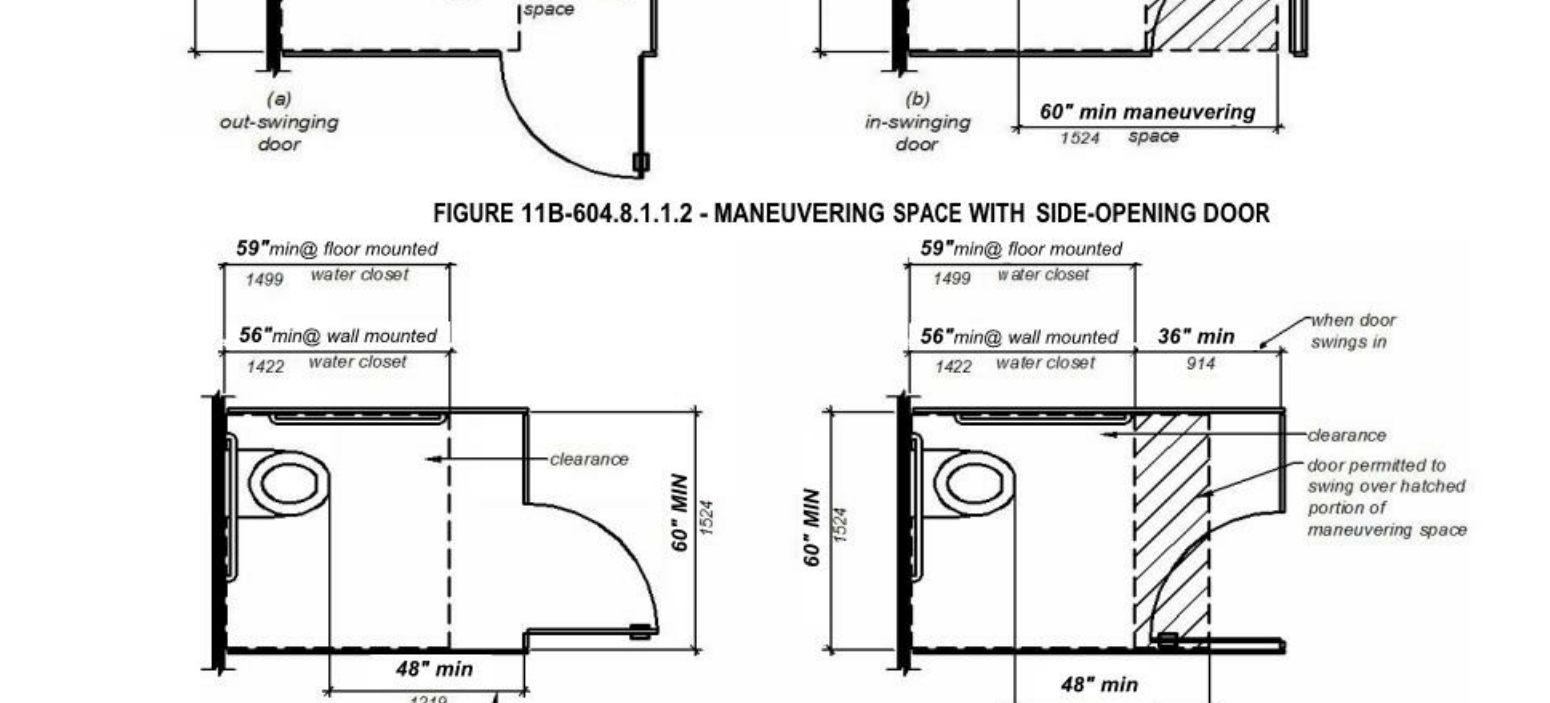 space
(a)
out-swinging
door
(b)
in-swinging
door
60" min maneuvering
1524 space
FIGURE 11B-604.8.1.1.2 - MANEUVERING SPACE WITH SIDE-OPENING DOOR
59"min@ floor mounted
1499 water closet
56"min@ wall mounted
1422 water closet
clearance
60" MIN
1524
48" min
1219
59"min@ floor mounted
1499 water closet
56"min@ wall mounted
1422 water closet
36" min
914
when door
swings in
clearance
door permitted to
swing over hatched
portion of
maneuvering space
60" MIN
1524
48" min